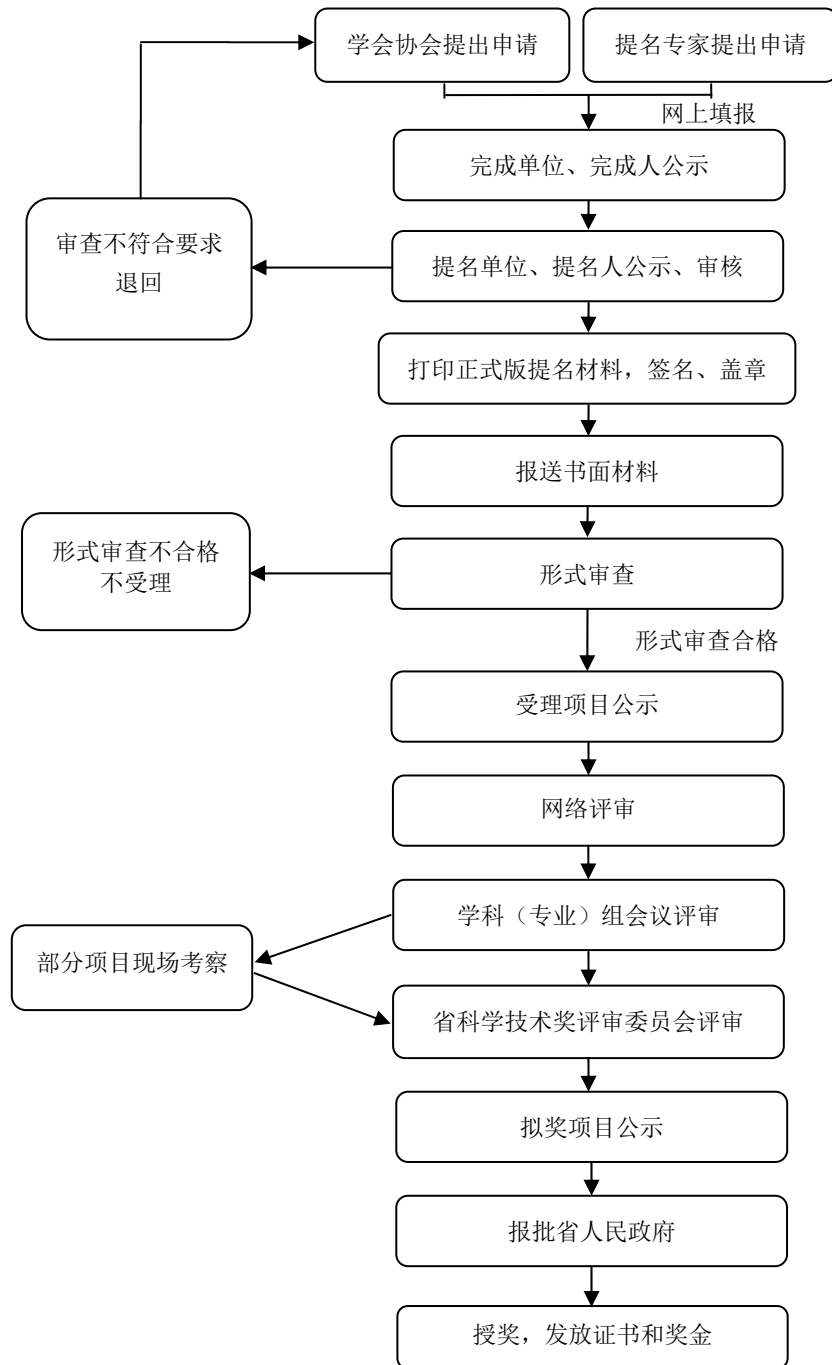 学会协会提出申请
提名专家提出申请
网上填报
完成单位、完成人公示
审查不符合要求
退回
提名单位、提名人公示、审核
打印正式版提名材料，签名、盖章
报送书面材料
形式审查不合格
不受理
形式审查
形式审查合格
受理项目公示
网络评审
学科（专业）组会议评审
部分项目现场考察
省科学技术奖评审委员会评审
拟奖项目公示
报批省人民政府
授奖，发放证书和奖金